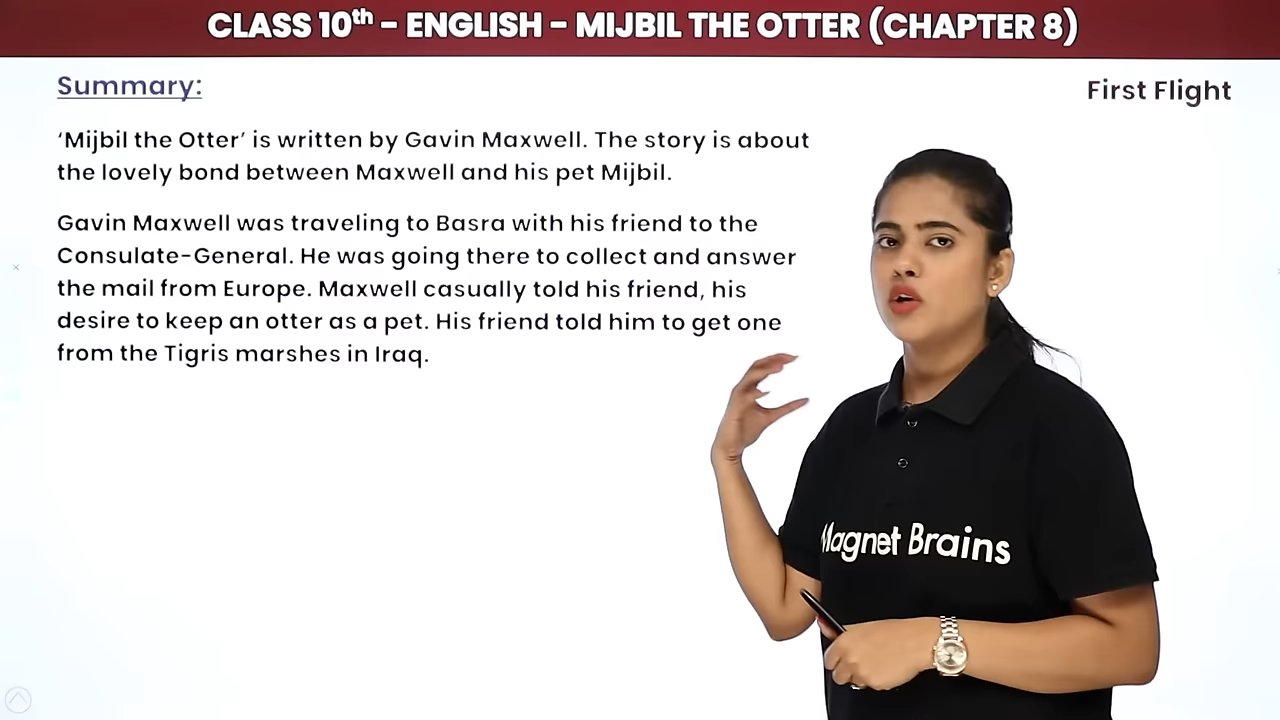 CLASS 10th - ENGLISH - MIJBIL THE OTTER (CHAPTER 8)
Summary:
First Flight
‘Mijbil the Otter’ is written by Gavin Maxwell. The story is about
the lovely bond between Maxwell and his pet Mijbil.
Gavin Maxwell was traveling to Basra with his friend to the
Consulate-General. He was going there to collect and answer
the mail from Europe. Maxwell casually told his friend, his
desire to keep an otter as a pet. His friend told him to get one
from the Tigris marshes in Iraq.
Magnet Brains